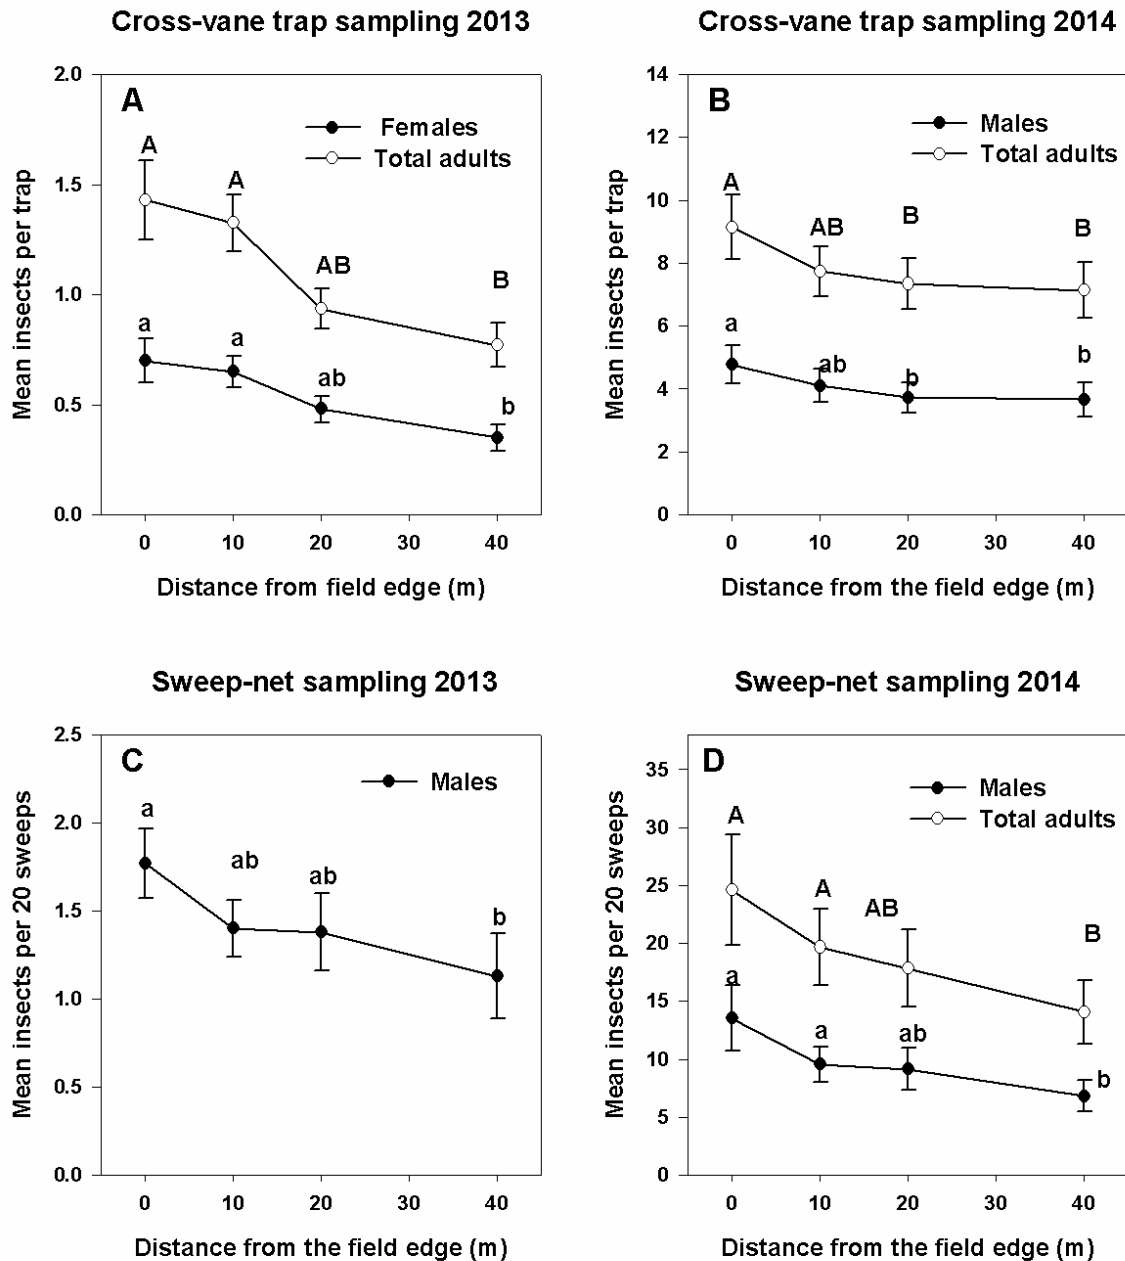 Cross-vane trap sampling 2013
A
Females
Total adults
Mean insects per trap
2.0
1.5
1.0
0.5
0.0
A
A
AB
B
a
a
ab
b
0 10 20 30 40
Distance from field edge (m)
Cross-vane trap sampling 2014
B
Males
Total adults
Mean insects per trap
14
12
10
8
6
4
2
0
A
AB
B
B
a
ab
b
b
0 10 20 30 40
Distance from the field edge (m)
Sweep-net sampling 2013
C
Males
Mean insects per 20 sweeps
2.5
2.0
1.5
1.0
0.5
0.0
a
ab
ab
b
0 10 20 30 40
Distance from the field edge (m)
Sweep-net sampling 2014
D
Males
Total adults
Mean insects per 20 sweeps
35
30
25
20
15
10
5
0
A
A
AB
B
a
a
ab
b
0 10 20 30 40
Distance from the field edge (m)